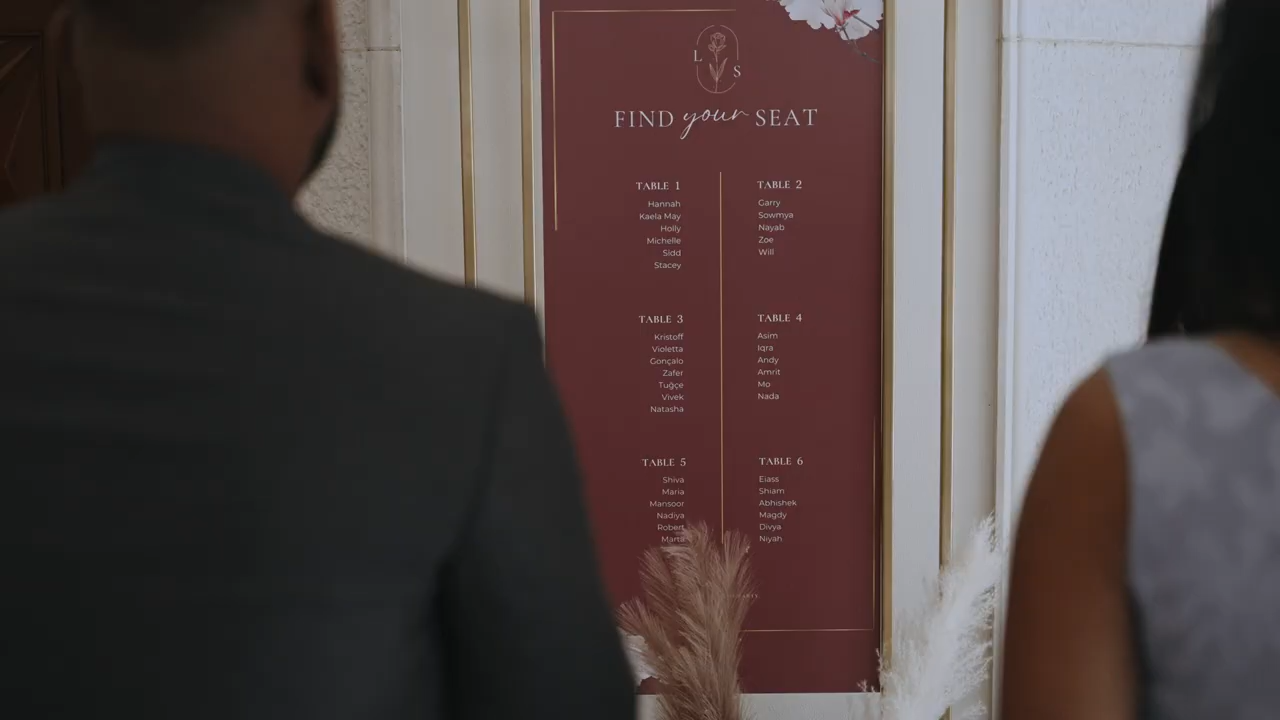 L
S
FIND your SEAT
TABLE 1
Hannah
Kaela May
Holly
Michelle
Sidd
Stacey
TABLE 2
Garry
Sowmya
Nayab
Zoe
Will
TABLE 3
Kristoff
Violetta
Gonçalo
Zafer
Tuğçe
Vivek
Natasha
TABLE 4
Asim
Iqra
Andy
Amrit
Mo
Nada
TABLE 5
Shiva
Maria
Mansoor
Nadiya
Robert
Marta
TABLE 6
Eiass
Shiam
Abhishek
Magdy
Divya
Niyah